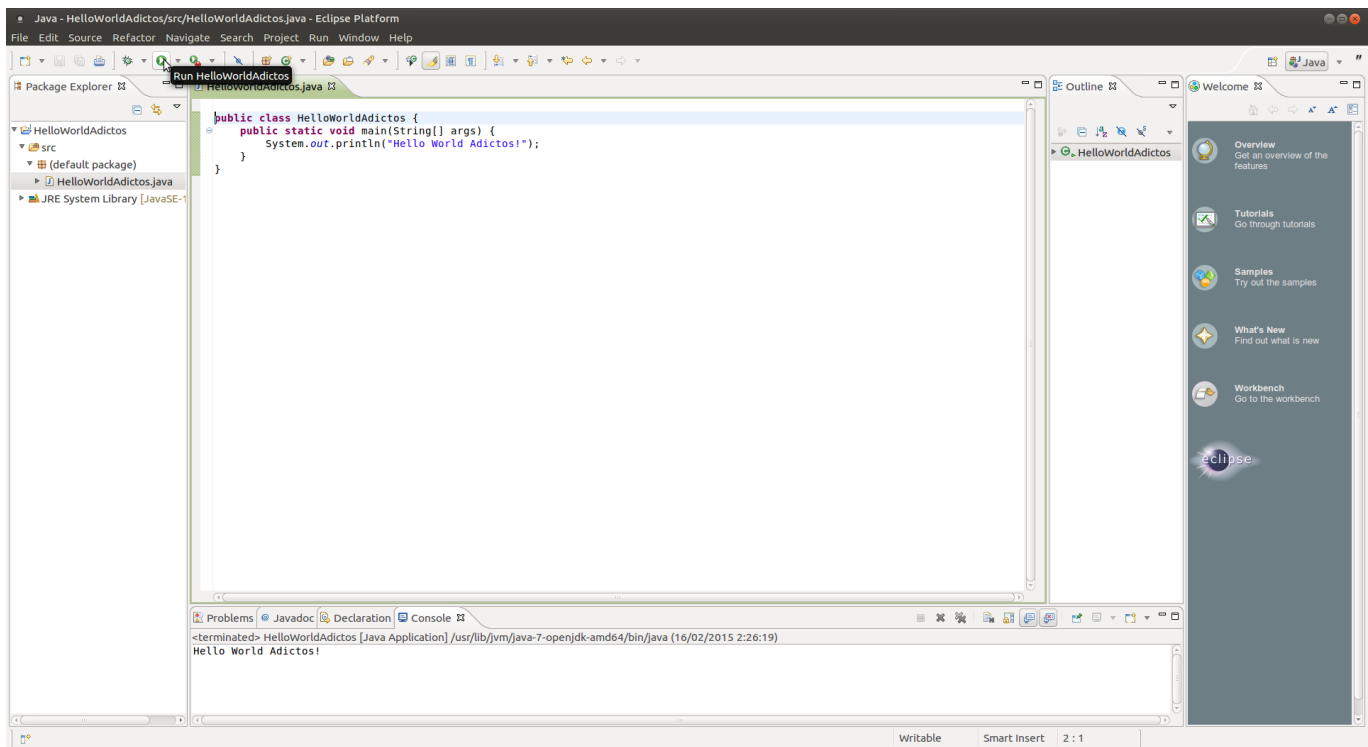 Java - HelloWorldAdictos/src/HelloWorldAdictos.java - Eclipse Platform
File Edit Source Refactor Navigate Search Project Run Window Help
Java
Run HelloWorldAdictos
Package Explorer
HelloWorldAdictos.java
Outline
Welcome
HelloWorldAdictos
src
(default package)
HelloWorldAdictos.java
JRE System Library [JavaSE-1
public class HelloWorldAdictos {
public static void main(String[] args) {
System.out.println("Hello World Adictos!");
}
}
HelloWorldAdictos
Overview
Get an overview of the
features
Tutorials
Go through tutorials
Samples
Try out the samples
What's New
Find out what is new
Workbench
Go to the workbench
eclipse
Problems @ Javadoc Declaration Console
<terminated> HelloWorldAdictos [Java Application] /usr/lib/jvm/java-7-openjdk-amd64/bin/java (16/02/2015 2:26:19)
Hello World Adictos!
Writable Smart Insert 2 : 1